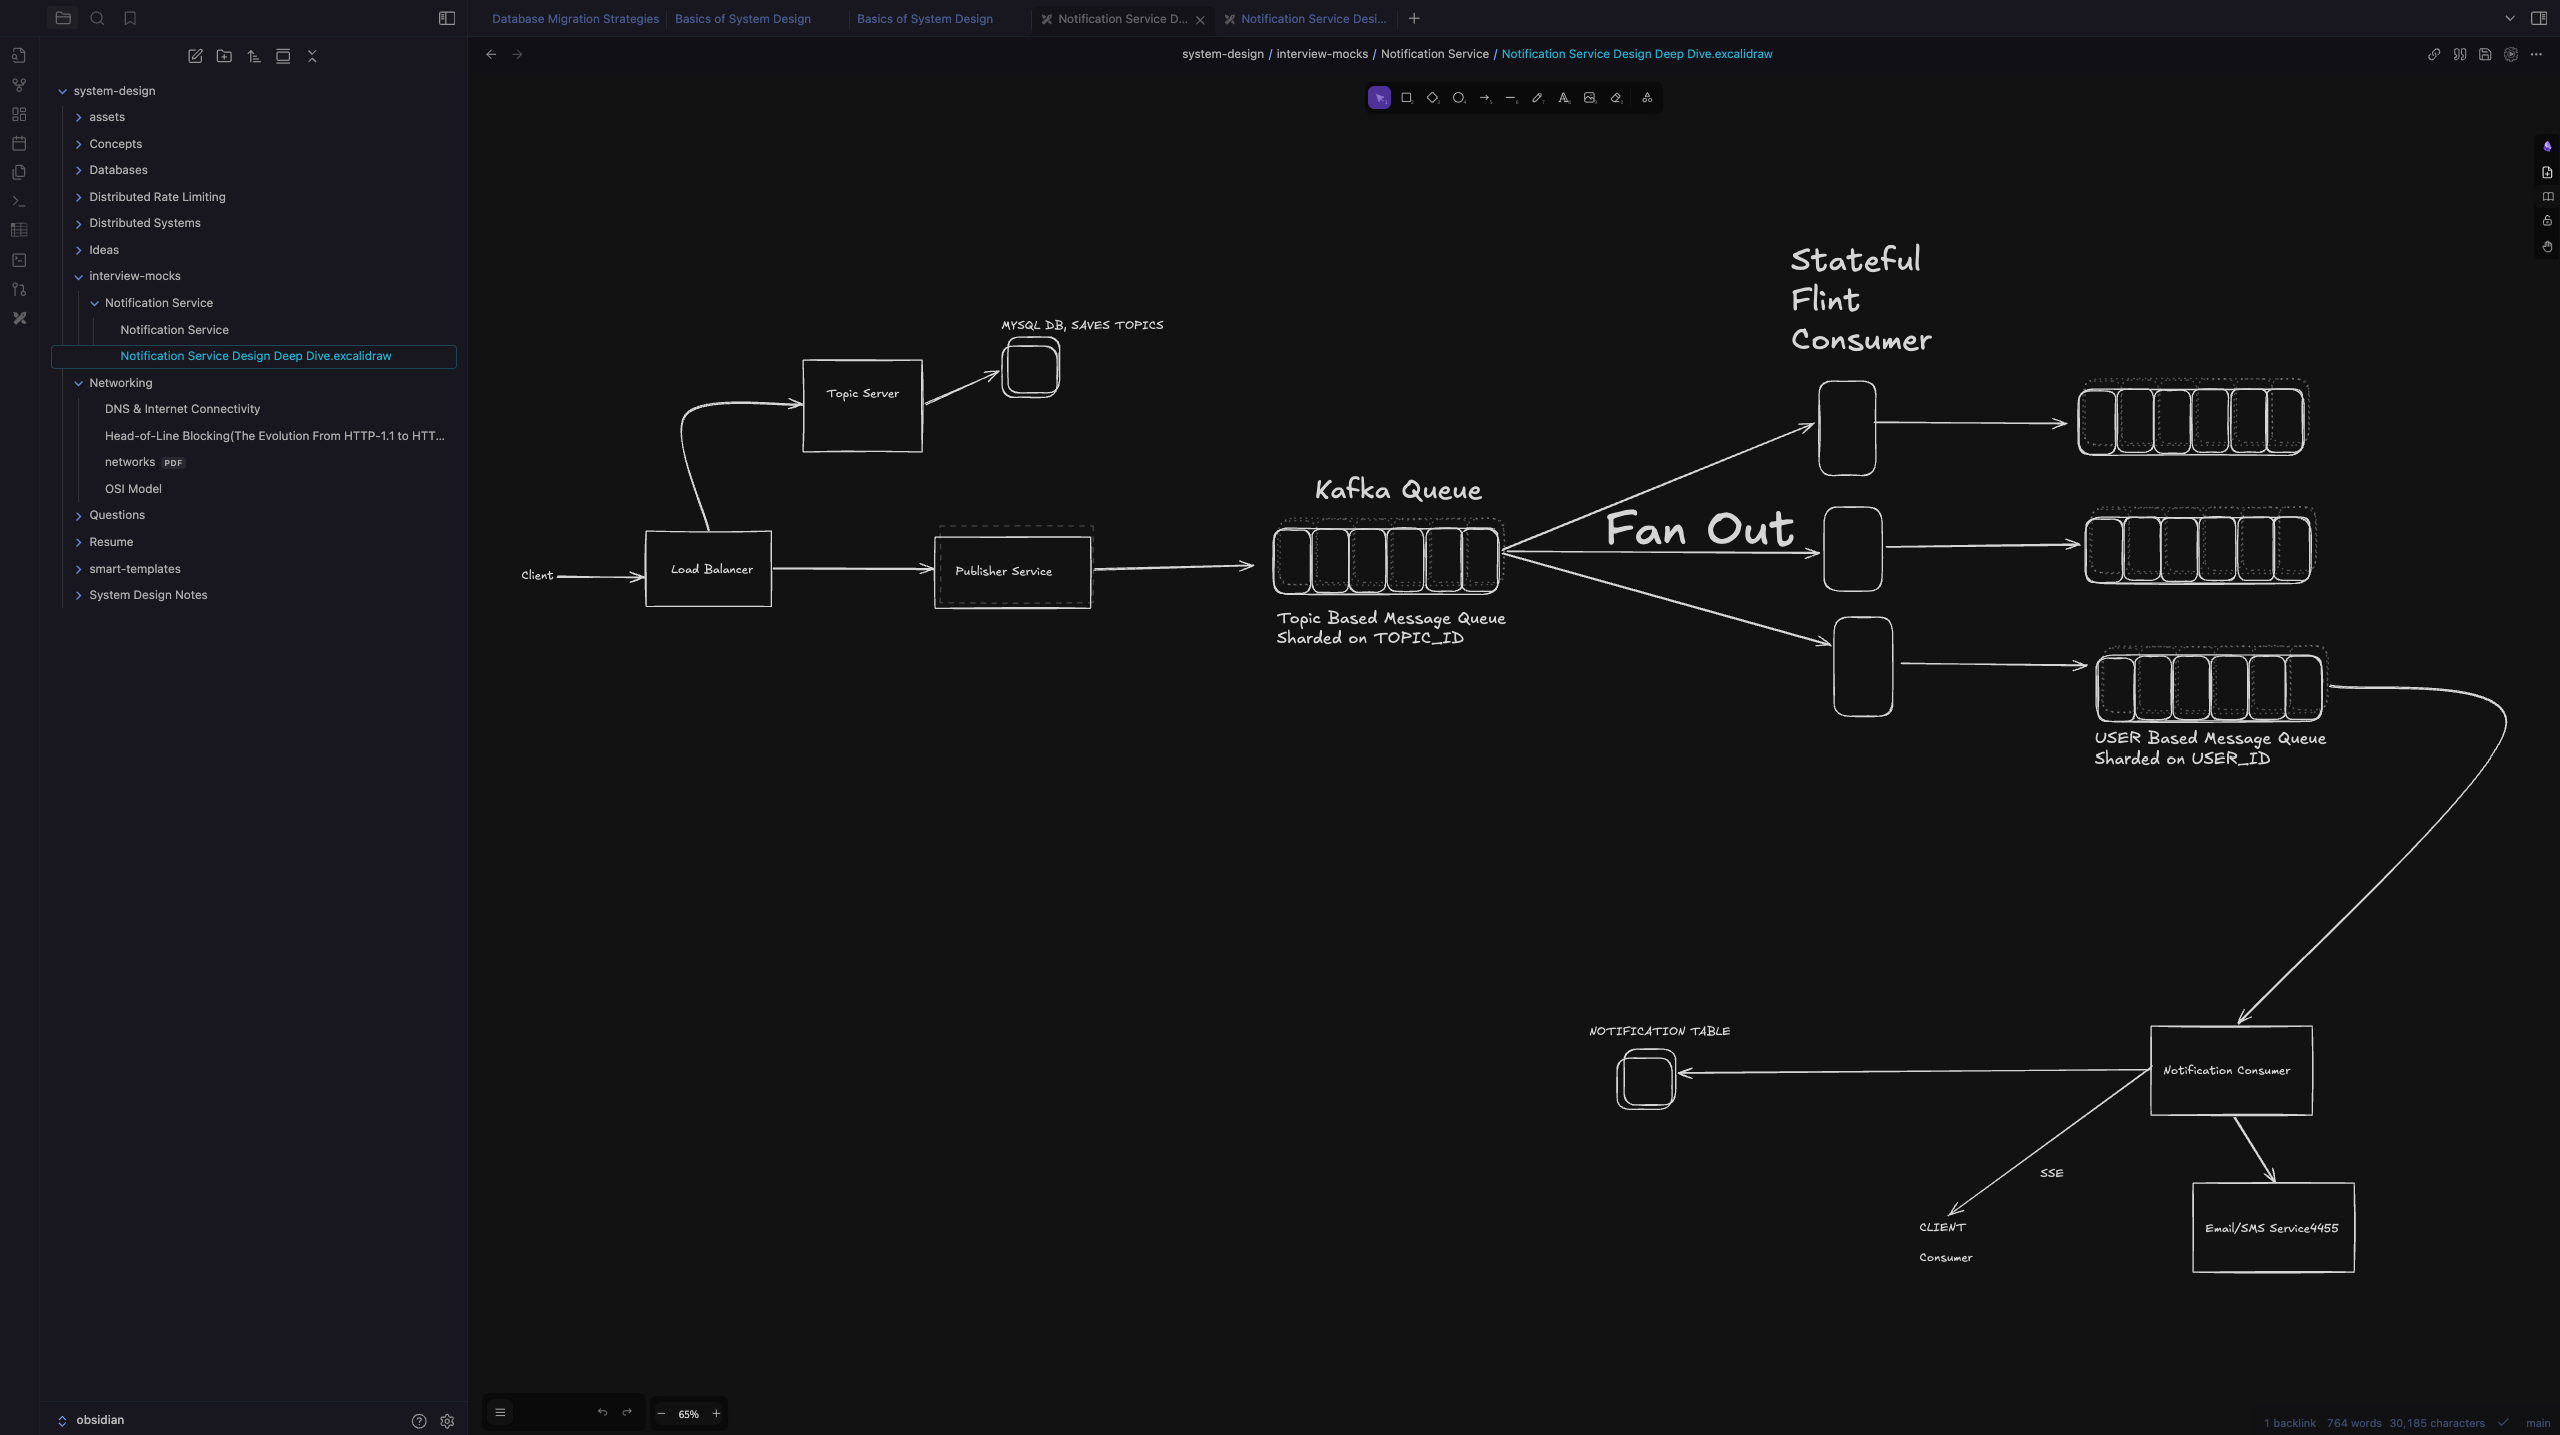 Database Migration Strategies
Basics of System Design
Basics of System Design
Notification Service D...
Notification Service Desi...
system-design / interview-mocks / Notification Service / Notification Service Design Deep Dive.excalidraw
system-design
assets
Concepts
Databases
Distributed Rate Limiting
Distributed Systems
Ideas
interview-mocks
Notification Service
Notification Service
Notification Service Design Deep Dive.excalidraw
Networking
DNS & Internet Connectivity
Head-of-Line Blocking(The Evolution From HTTP-1.1 to HTT...
networks PDF
OSI Model
Questions
Resume
smart-templates
System Design Notes
obsidian
Stateful
Flint
Consumer
MYSQL DB, SAVES TOPICS
Topic Server
Kafka Queue
Fan Out
Client
Load Balancer
Publisher Service
Topic Based Message Queue
Sharded on TOPIC_ID
USER Based Message Queue
Sharded on USER_ID
NOTIFICATION TABLE
Notification Consumer
SSE
CLIENT
Consumer
Email/SMS Service4455
65%
1 backlink 764 words 30,185 characters main